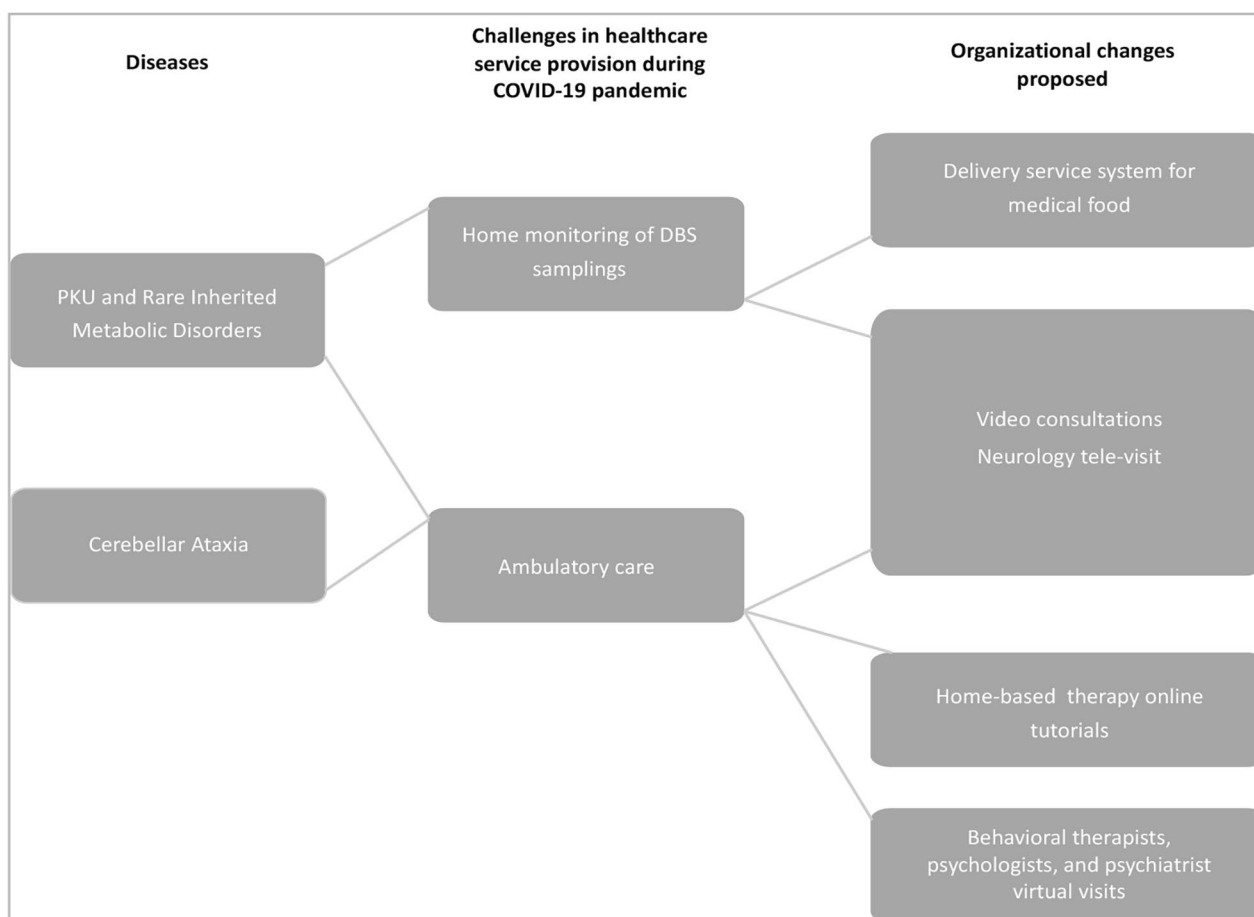 Diseases
Challenges in healthcare
service provision during
COVID-19 pandemic
Organizational changes
proposed
PKU and Rare Inherited
Metabolic Disorders
Cerebellar Ataxia
Home monitoring of DBS
samplings
Ambulatory care
Delivery service system for
medical food
Video consultations
Neurology tele-visit
Home-based therapy online
tutorials
Behavioral therapists,
psychologists, and psychiatrist
virtual visits